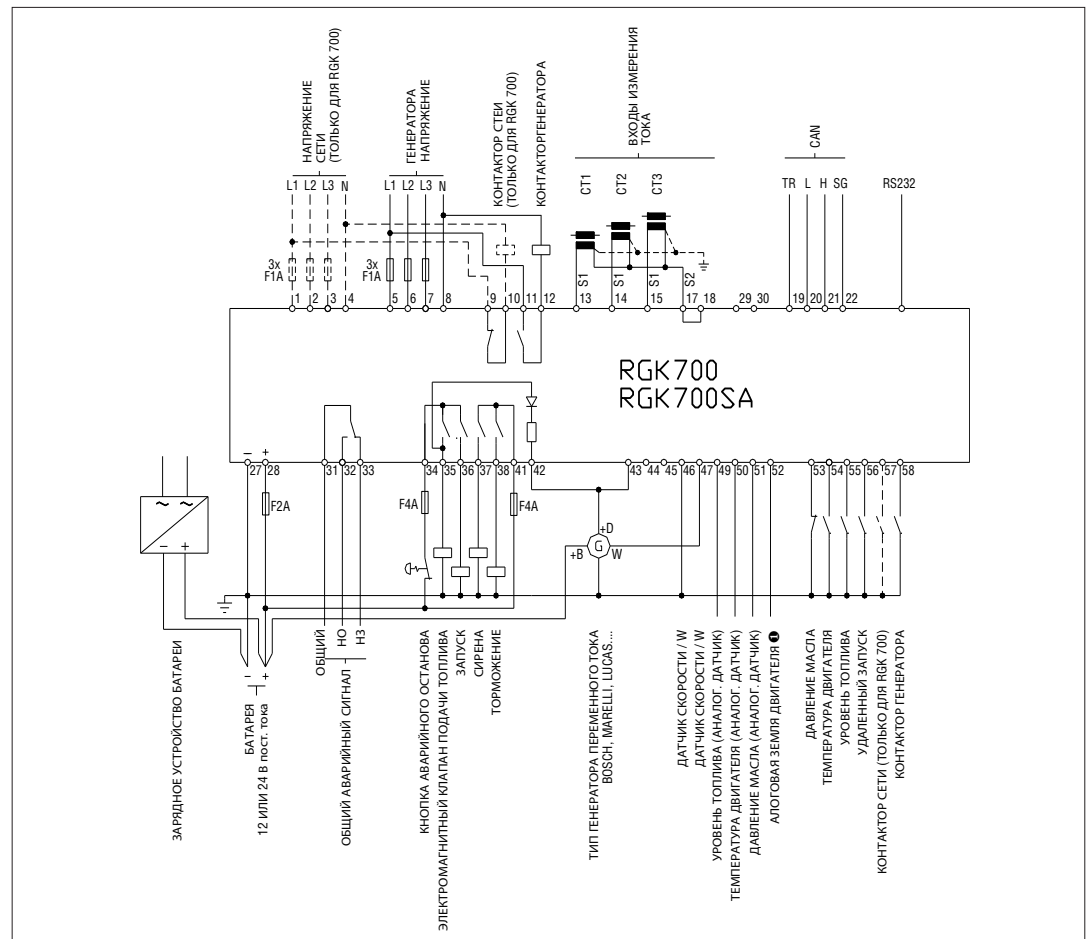 НАПРЯЖЕНИЕ
СЕТИ
(ТОЛЬКО ДЛЯ RGK 700)
ГЕНЕРАТОРА
НАПРЯЖЕНИЕ
КОНТАКТОР СТЕИ
(ТОЛЬКО ДЛЯ RGK 700)
КОНТАКТОРГЕНЕРАТОРА
ВХОДЫ ИЗМЕРЕНИЯ
ТОКА
CAN
L1 L2 L3 N
L1 L2 L3 N
CT1
CT2
CT3
TR L H SG
RS232
3x
F1A
3x
F1A
S1
S1
S1
S2
1 2 3 4 5 6 7 8 9 10 11 12 13 14 15 17 18 29 30 19 20 21 22
RGK700
RGK700SA
– +
27 28 31 32 33 34 35 36 37 38 41 42 43 44 45 46 47 49 50 51 52 53 54 55 56 57 58
~ ~
– +
F2A
F4A
F4A
+D
+B
G
W
– +
ЗАРЯДНОЕ УСТРОЙСТВО БАТАРЕИ
БАТАРЕЯ
12 ИЛИ 24 В пост. тока
ОБЩИЙ
НО
НЗ
ОБЩИЙ АВАРИЙНЫЙ СИГНАЛ
КНОПКА АВАРИЙНОГО ОСТАНОВА
ЭЛЕКТРОМАГНИТНЫЙ КЛАПАН ПОДАЧИ ТОПЛИВА
ЗАПУСК
СИРЕНА
ТОРМОЖЕНИЕ
ТИП ГЕНЕРАТОРА ПЕРЕМЕННОГО ТОКА
BOSCH, MARELLI, LUCAS....
ДАТЧИК СКОРОСТИ / W
ДАТЧИК СКОРОСТИ / W
УРОВЕНЬ ТОПЛИВА (АНАЛОГ. ДАТЧИК)
ТЕМПЕРАТУРА ДВИГАТЕЛЯ (АНАЛОГ. ДАТЧИК)
ДАВЛЕНИЕ МАСЛА (АНАЛОГ. ДАТЧИК)
АЛОГОВАЯ ЗЕМЛЯ ДВИГАТЕЛЯ ❶
ДАВЛЕНИЕ МАСЛА
ТЕМПЕРАТУРА ДВИГАТЕЛЯ
УРОВЕНЬ ТОПЛИВА
УДАЛЕННЫЙ ЗАПУСК
КОНТАКТОР СЕТИ (ТОЛЬКО ДЛЯ RGK 700)
КОНТАКТОР ГЕНЕРАТОРА